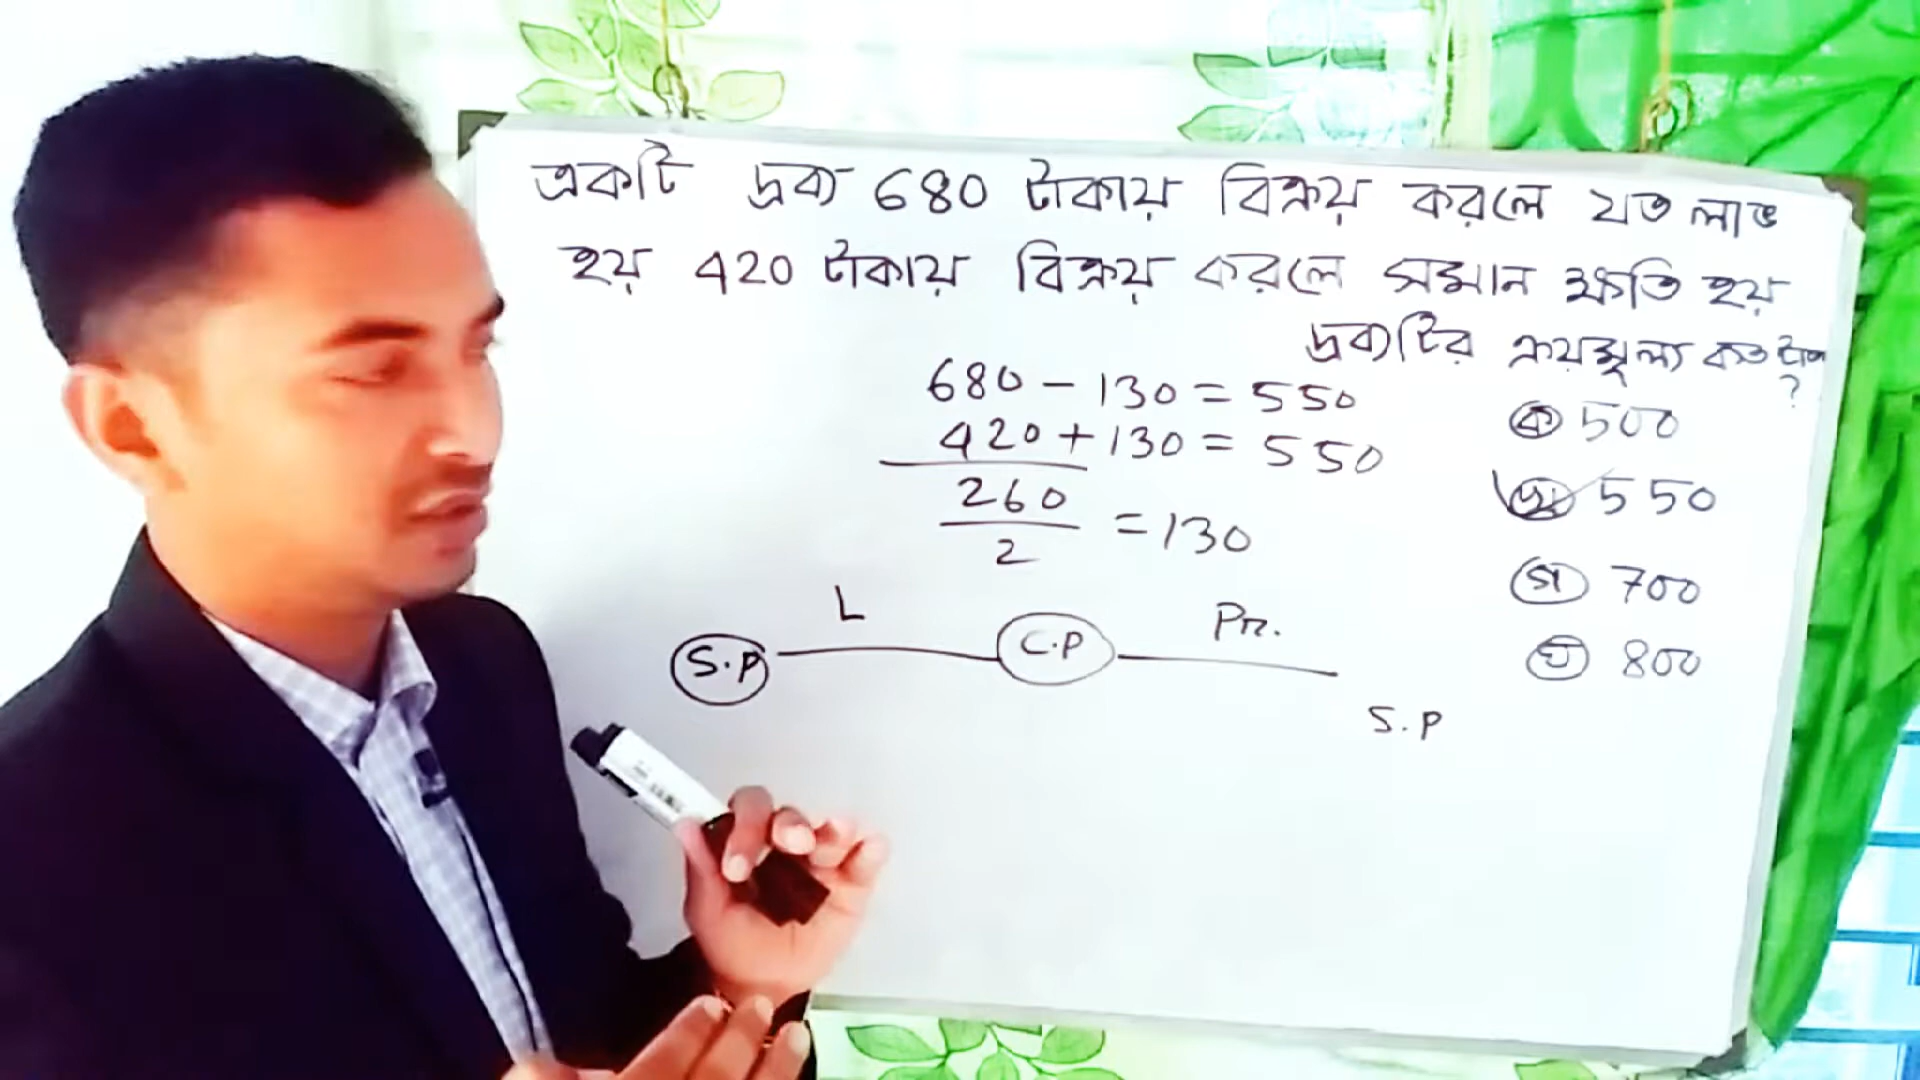 একটি দ্রব্য 680 টাকায় বিক্রয় করলে যত লাভ
হয় 420 টাকায় বিক্রয় করলে সমান ক্ষতি হয়
দ্রব্যটির ক্রয়মূল্য কত টাকা
?
680 - 130 = 550
420 + 130 = 550
260
2
= 130
ক 500
খ 550
গ 700
ঘ 800
L
Pr.
S.P
C.P
S.P